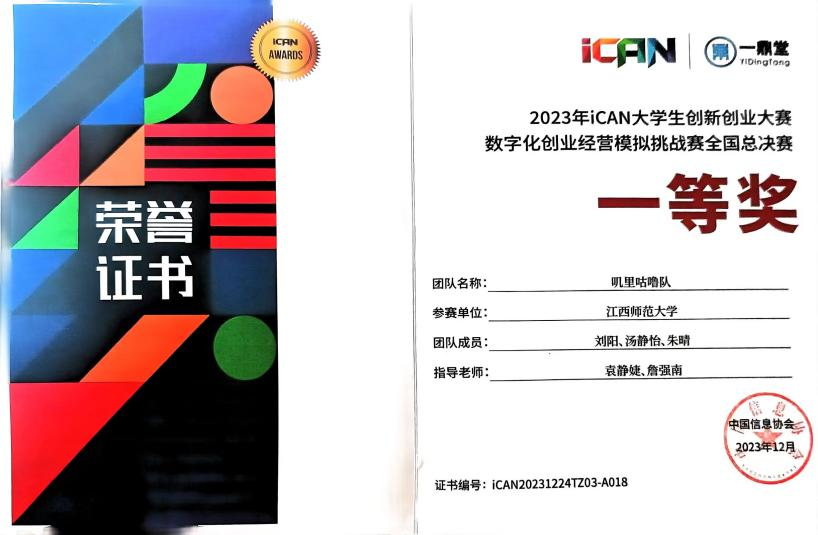 iCAN
AWARDS
荣誉
证书
iCAN
一鼎堂
YiDingTang
2023年iCAN大学生创新创业大赛
数字化创业经营模拟挑战赛全国总决赛
一等奖
团队名称：叽里咕噜队
参赛单位：江西师范大学
团队成员：刘阳、汤静怡、朱晴
指导老师：袁静婕、詹强南
中国信息协会
2023年12月
证书编号：iCAN20231224TZ03-A018